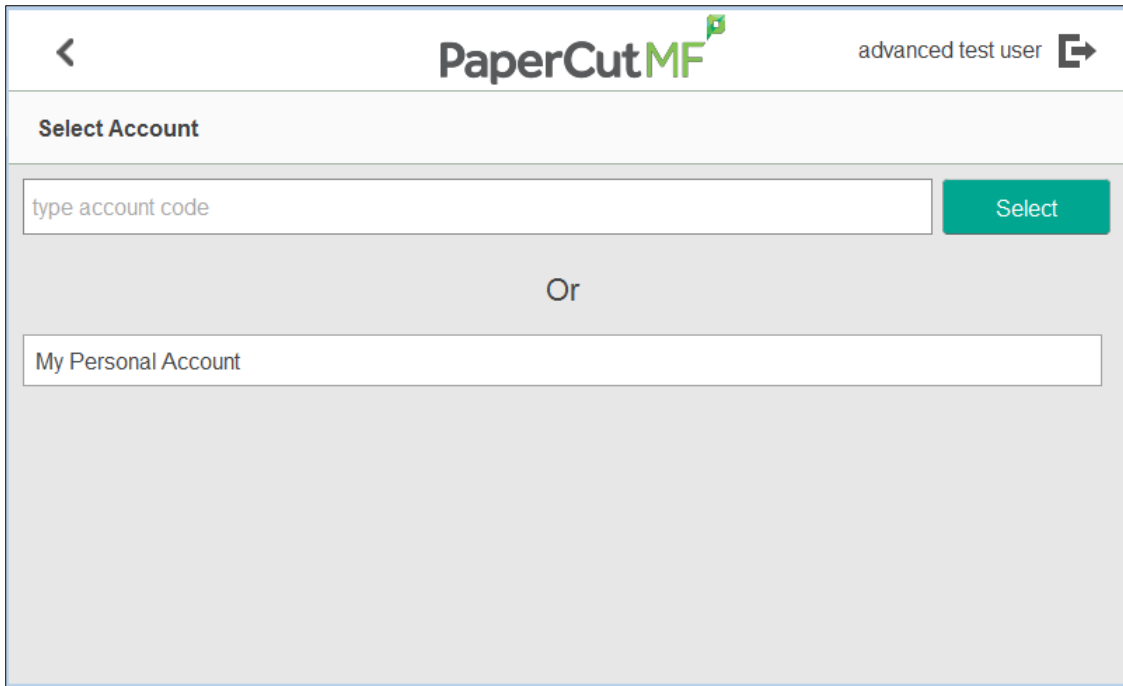 PaperCutMF
advanced test user
Select Account
type account code
Select
Or
My Personal Account